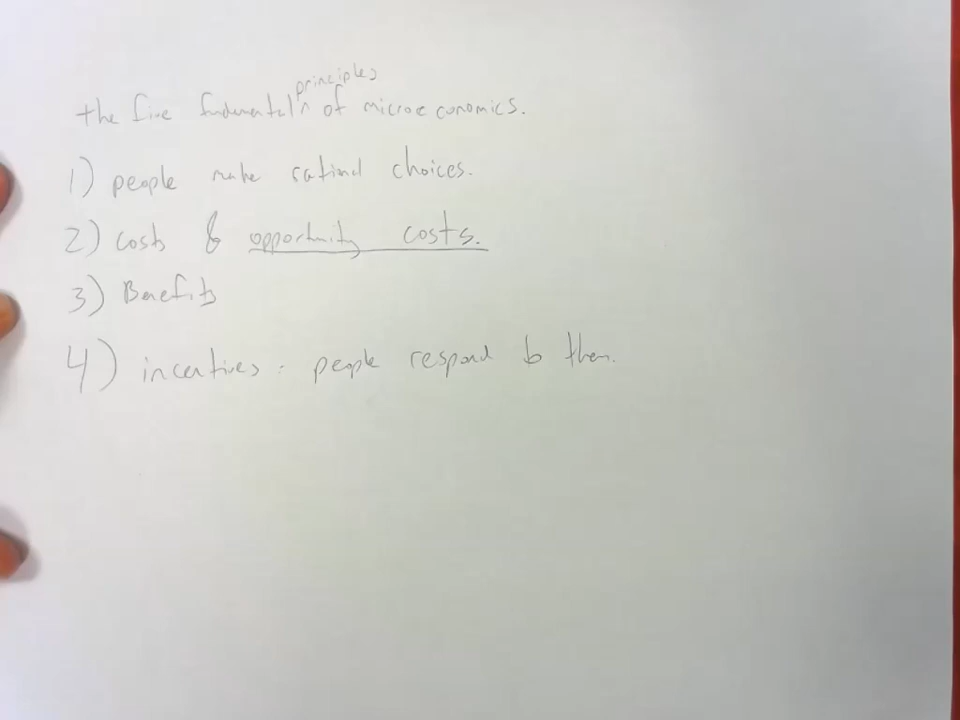 the five fundamental principles of microeconomics.
1) people make rational choices.
2) costs & opportunity costs.
3) Benefits
4) incentives: people respond to them.